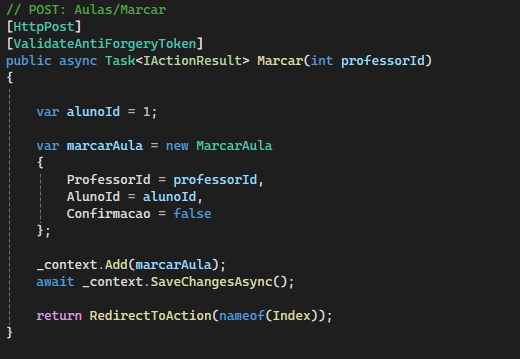 // POST: Aulas/Marcar
[HttpPost]
[ValidateAntiForgeryToken]
public async Task<IActionResult> Marcar(int professorId)
{
var alunoId = 1;
var marcarAula = new MarcarAula
{
ProfessorId = professorId,
AlunoId = alunoId,
Confirmacao = false
};
_context.Add(marcarAula);
await _context.SaveChangesAsync();
return RedirectToAction(nameof(Index));
}